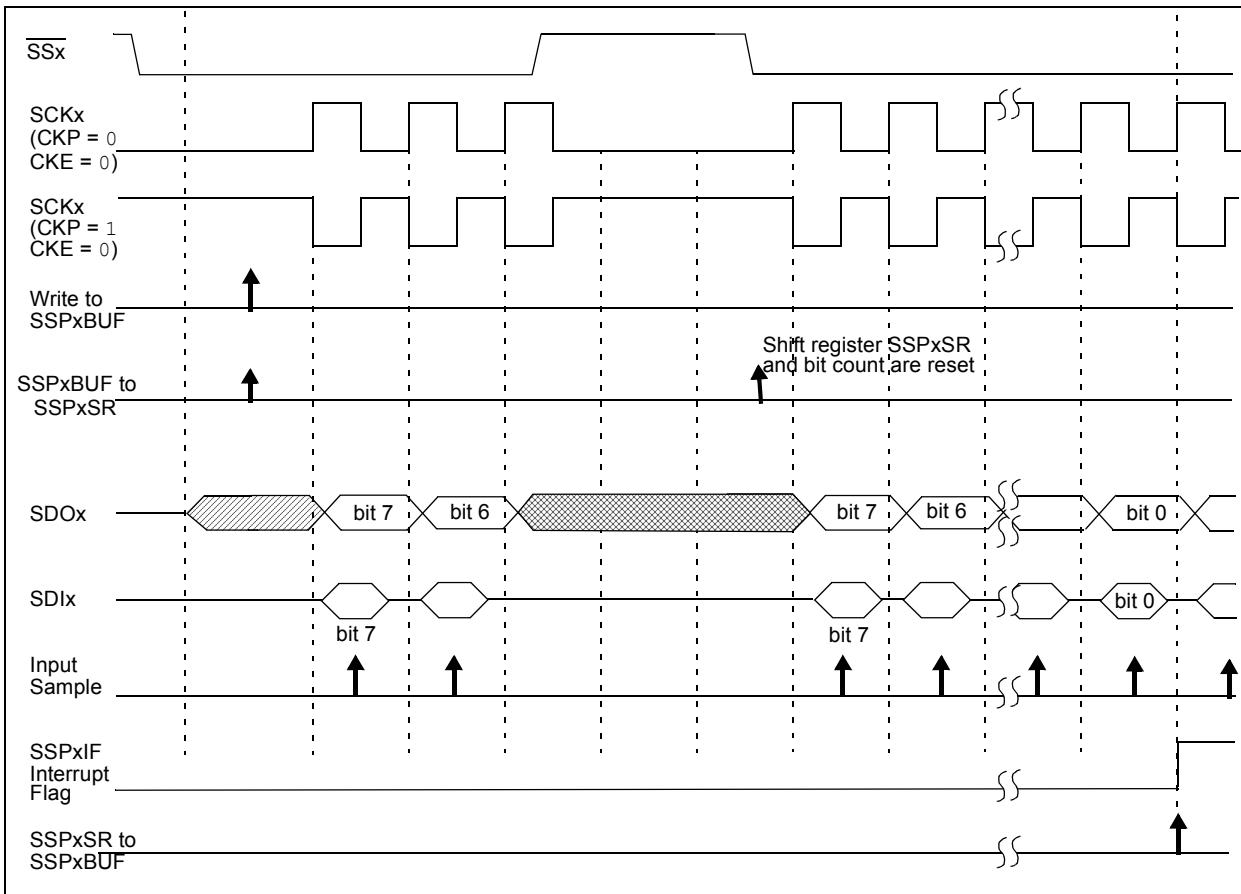 SSx
SCKx
(CKP = 0
CKE = 0)
SCKx
(CKP = 1
CKE = 0)
Write to
SSPxBUF
Shift register SSPxSR
and bit count are reset
SSPxBUF to
SSPxSR
SDOx
bit 7
bit 6
bit 7
bit 6
bit 0
SDIx
bit 0
bit 7
bit 7
Input
Sample
SSPxIF
Interrupt
Flag
SSPxSR to
SSPxBUF